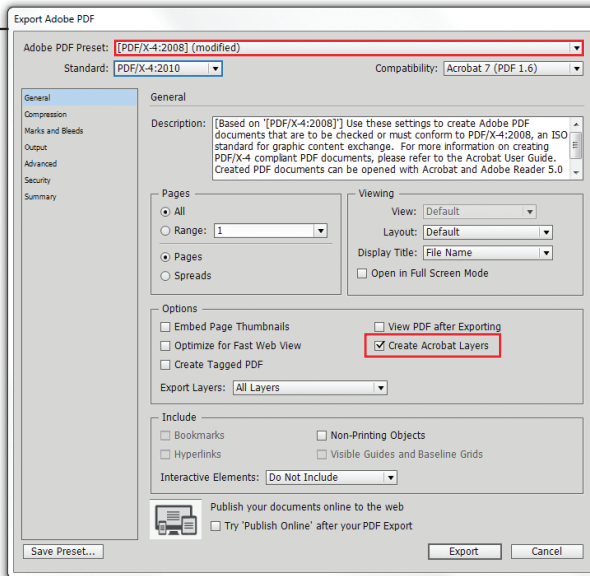 Export Adobe PDF
Adobe PDF Preset: [PDF/X-4:2008] (modified)
Standard: PDF/X-4:2010 Compatibility: Acrobat 7 (PDF 1.6)
General
Compression
Marks and Bleeds
Output
Advanced
Security
Summary
General
Description: [Based on '[PDF/X-4:2008]'] Use these settings to create Adobe PDF
documents that are to be checked or must conform to PDF/X-4:2008, an ISO
standard for graphic content exchange. For more information on creating
PDF/X-4 compliant PDF documents, please refer to the Acrobat User Guide.
Created PDF documents can be opened with Acrobat and Adobe Reader 5.0
Pages
All
Range: 1
Pages
Spreads
Viewing
View: Default
Layout: Default
Display Title: File Name
Open in Full Screen Mode
Options
Embed Page Thumbnails View PDF after Exporting
Optimize for Fast Web View Create Acrobat Layers
Create Tagged PDF
Export Layers: All Layers
Include
Bookmarks Non-Printing Objects
Hyperlinks Visible Guides and Baseline Grids
Interactive Elements: Do Not Include
Publish your documents online to the web
Try 'Publish Online' after your PDF Export
Save Preset... Export Cancel